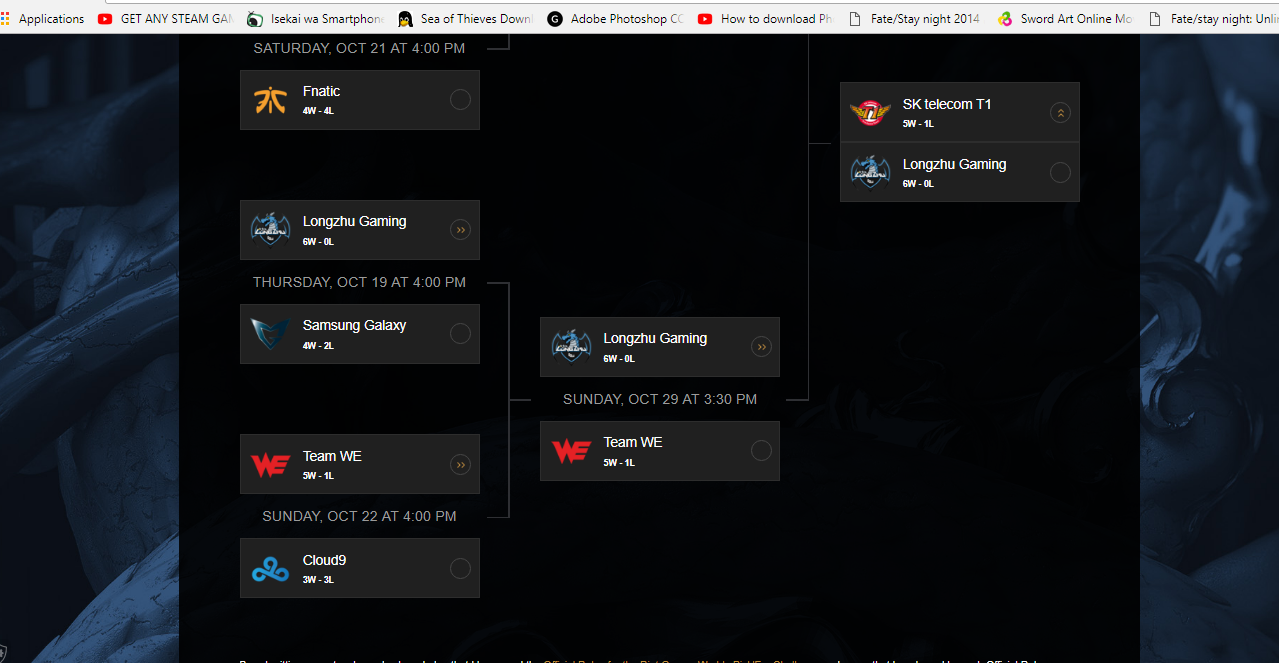 Applications
GET ANY STEAM GAM
Isekai wa Smartphone
Sea of Thieves Downl
Adobe Photoshop CC
How to download Ph
Fate/Stay night 2014
Sword Art Online Mo
Fate/stay night: Unli
SATURDAY, OCT 21 AT 4:00 PM
Fnatic
4W - 4L
SK telecom T1
5W - 1L
Longzhu Gaming
6W - 0L
Longzhu Gaming
6W - 0L
THURSDAY, OCT 19 AT 4:00 PM
Samsung Galaxy
4W - 2L
Longzhu Gaming
6W - 0L
SUNDAY, OCT 29 AT 3:30 PM
Team WE
5W - 1L
Team WE
5W - 1L
SUNDAY, OCT 22 AT 4:00 PM
Cloud9
3W - 3L